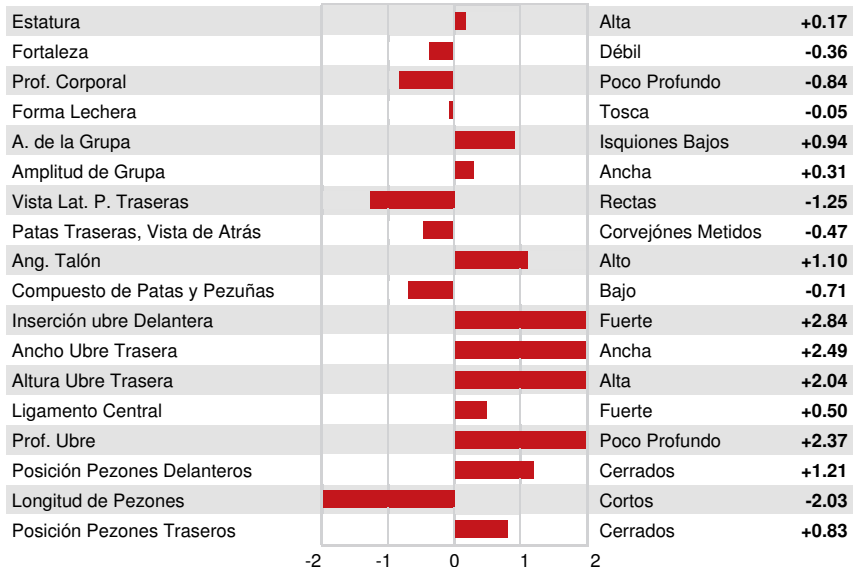 Estatura Alta +0.17
Fortaleza Débil -0.36
Prof. Corporal Poco Profundo -0.84
Forma Lechera Tosca -0.05
A. de la Grupa Isquiones Bajos +0.94
Amplitud de Grupa Ancha +0.31
Vista Lat. P. Traseras Rectas -1.25
Patas Traseras, Vista de Atrás Corvejónes Metidos -0.47
Ang. Talón Alto +1.10
Compuesto de Patas y Pezuñas Bajo -0.71
Inserción ubre Delantera Fuerte +2.84
Ancho Ubre Trasera Ancha +2.49
Altura Ubre Trasera Alta +2.04
Ligamento Central Fuerte +0.50
Prof. Ubre Poco Profundo +2.37
Posición Pezones Delanteros Cerrados +1.21
Longitud de Pezones Cortos -2.03
Posición Pezones Traseros Cerrados +0.83
-2 -1 0 1 2